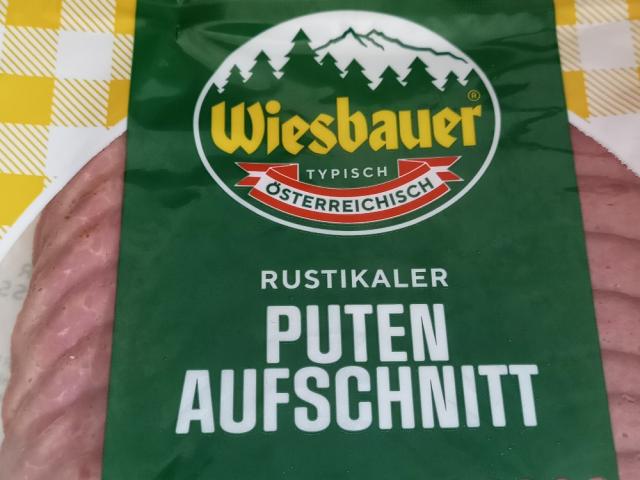 Wiesbauer®
TYPISCH
ÖSTERREICHISCH
RUSTIKALER
PUTEN
AUFSCHNITT